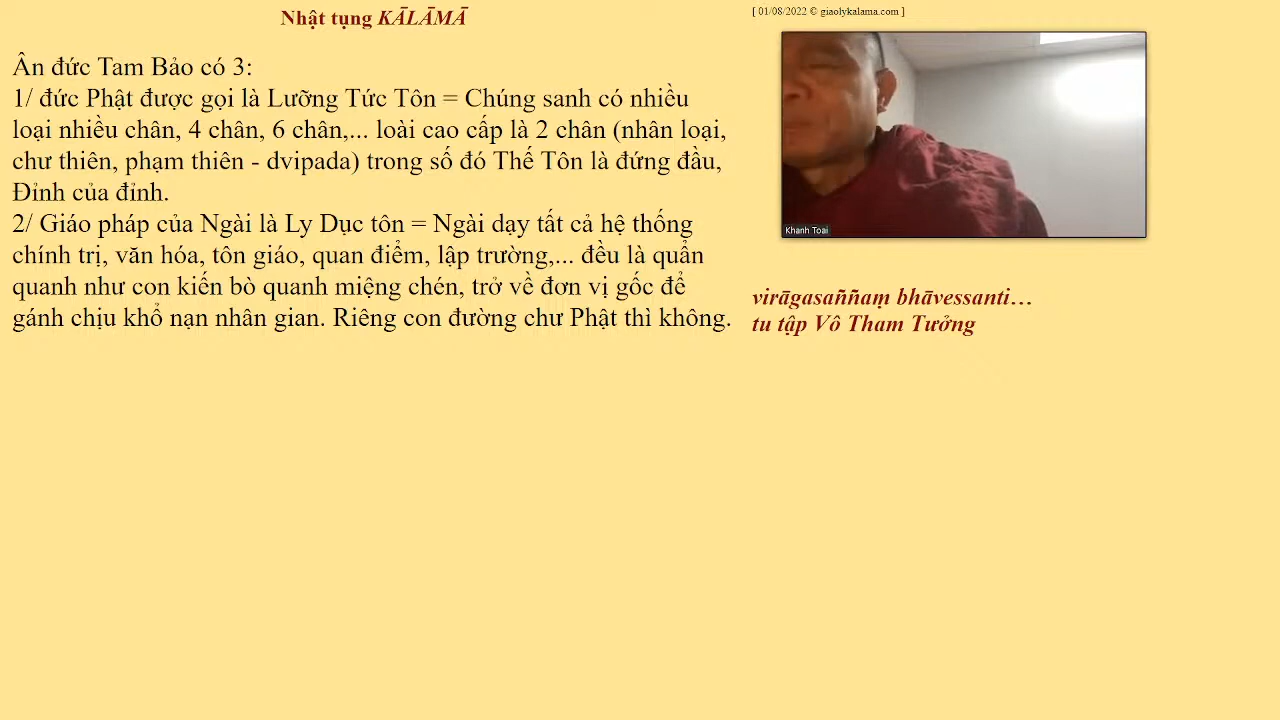 Nhật tụng KĀLĀMĀ
[ 01/08/2022 © giaolykalama.com ]
Ân đức Tam Bảo có 3:
1/ đức Phật được gọi là Lưỡng Tức Tôn = Chúng sanh có nhiều
loại nhiều chân, 4 chân, 6 chân,... loài cao cấp là 2 chân (nhân loại,
chư thiên, phạm thiên - dvipada) trong số đó Thế Tôn là đứng đầu,
Đỉnh của đỉnh.
2/ Giáo pháp của Ngài là Ly Dục tôn = Ngài dạy tất cả hệ thống
chính trị, văn hóa, tôn giáo, quan điểm, lập trường,... đều là quẩn
quanh như con kiến bò quanh miệng chén, trở về đơn vị gốc để
gánh chịu khổ nạn nhân gian. Riêng con đường chư Phật thì không.
Khanh Toai
virāgasaññaṃ bhāvessanti…
tu tập Vô Tham Tưởng